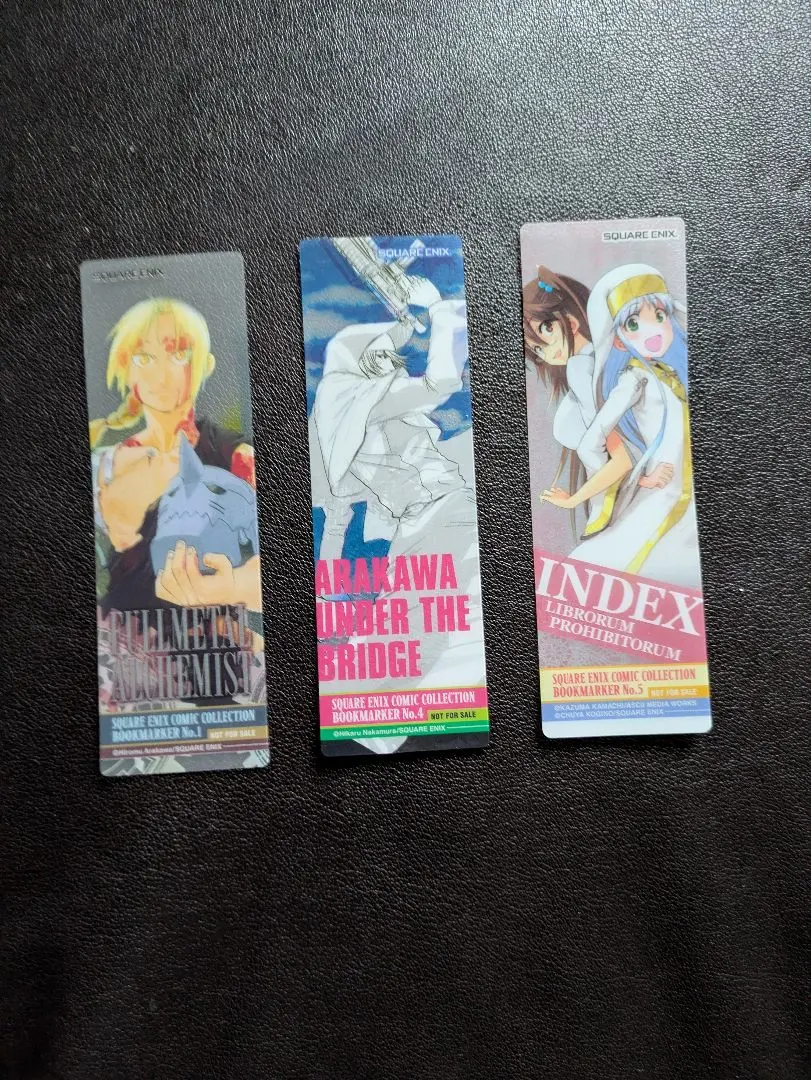 SQUARE ENIX
FULLMETAL
ALCHEMIST
SQUARE ENIX COMIC COLLECTION
BOOKMARKER No.1 NOT FOR SALE
©Hiromu Arakawa/SQUARE ENIX
SQUARE ENIX
ARAKAWA
UNDER THE
BRIDGE
SQUARE ENIX COMIC COLLECTION
BOOKMARKER No.4 NOT FOR SALE
©Hikaru Nakamura/SQUARE ENIX
SQUARE ENIX
INDEX
LIBRORUM
PROHIBITORUM
SQUARE ENIX COMIC COLLECTION
BOOKMARKER No.5 NOT FOR SALE
©KAZUMA KAMACHI/ASCII MEDIA WORKS
©CHUYA KOGINO/SQUARE ENIX